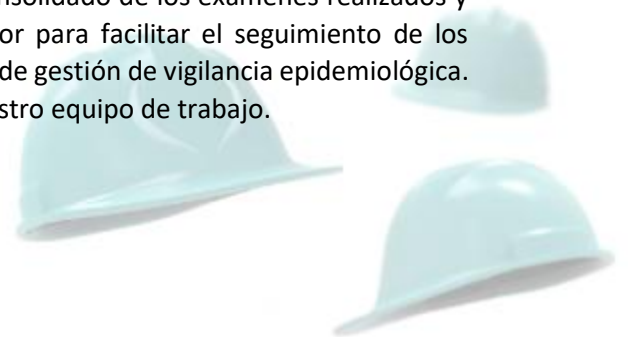 nsolidado de los exámenes realizados y
or para facilitar el seguimiento de los
de gestión de vigilancia epidemiológica.
stro equipo de trabajo.